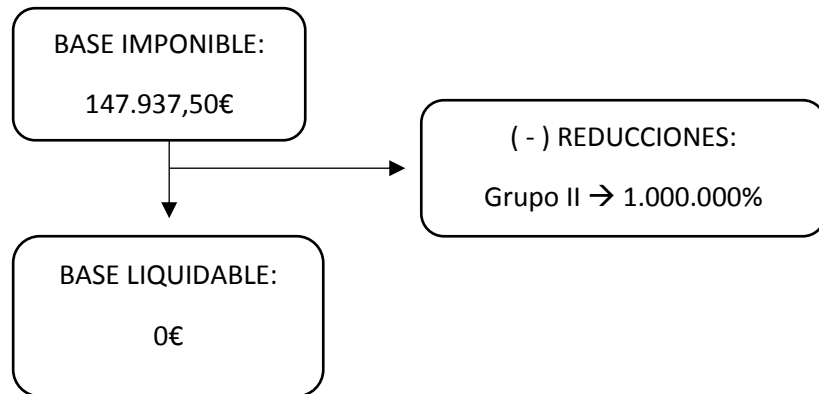 BASE IMPONIBLE:
147.937,50€
( - ) REDUCCIONES:
Grupo II → 1.000.000%
BASE LIQUIDABLE:
0€